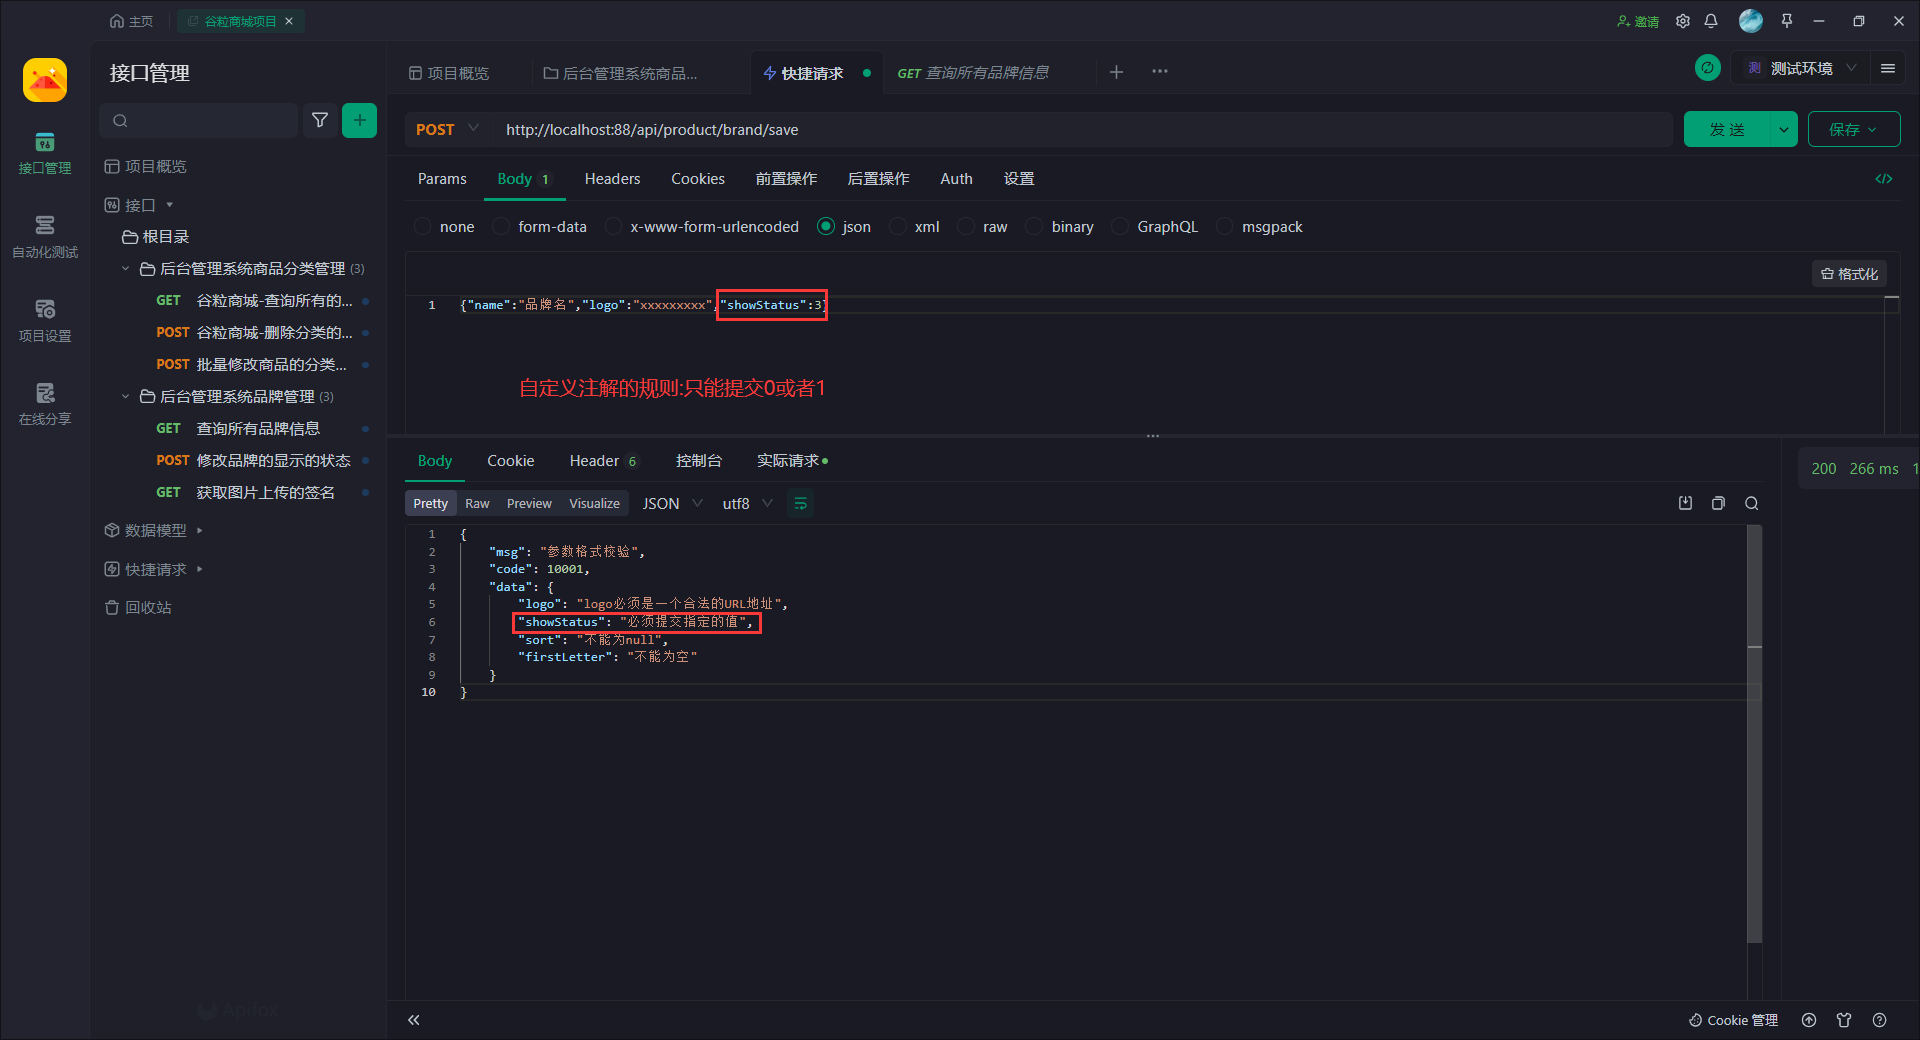 主页
谷粒商城项目
邀请
接口管理
自动化测试
项目设置
在线分享
接口管理
项目概览
接口
根目录
后台管理系统商品分类管理 (3)
GET 谷粒商城-查询所有的...
POST 谷粒商城-删除分类的...
POST 批量修改商品的分类...
后台管理系统品牌管理 (3)
GET 查询所有品牌信息
POST 修改品牌的显示的状态
GET 获取图片上传的签名
数据模型
快捷请求
回收站
Apifox
项目概览
后台管理系统商品...
快捷请求
GET 查询所有品牌信息
测 测试环境
POST http://localhost:88/api/product/brand/save
发送
保存
Params Body 1 Headers Cookies 前置操作 后置操作 Auth 设置
none form-data x-www-form-urlencoded json xml raw binary GraphQL msgpack
格式化
1 {"name":"品牌名","logo":"xxxxxxxxx","showStatus":3}
自定义注解的规则:只能提交0或者1
Body Cookie Header 6 控制台 实际请求
200 266 ms 1
Pretty Raw Preview Visualize JSON utf8
1 {
2 "msg": "参数格式校验",
3 "code": 10001,
4 "data": {
5 "logo": "logo必须是一个合法的URL地址",
6 "showStatus": "必须提交指定的值",
7 "sort": "不能为null",
8 "firstLetter": "不能为空"
9 }
10 }
Cookie 管理